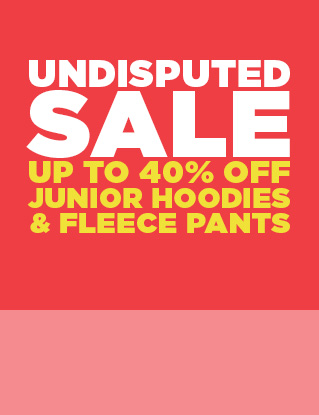 UNDISPUTED
SALE
UP TO 40% OFF
JUNIOR HOODIES
& FLEECE PANTS